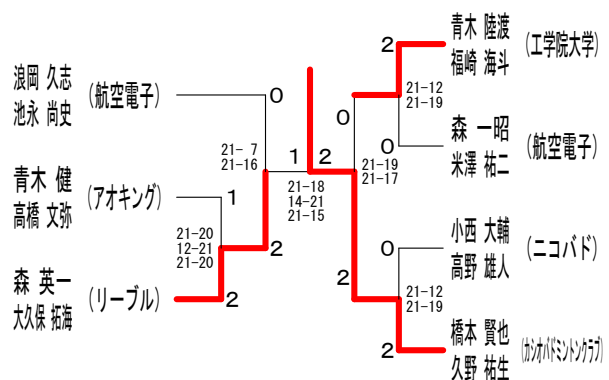 浪岡 久志
池永 尚史
(航空電子)
0
21- 7
21-16
青木 健
高橋 文弥
(アオキング)
1
21-20
12-21
21-20
2
森 英一
大久保 拓海
(リーブル)
2
1
2
21-18
14-21
21-15
青木 陸渡
福崎 海斗
(工学院大学)
2
21-12
21-19
0
森 一昭
米澤 祐二
(航空電子)
0
21-19
21-17
小西 大輔
高野 雄人
(ニコバド)
0
21-12
21-19
2
橋本 賢也
久野 祐生
(カシオバドミントンクラブ)
2